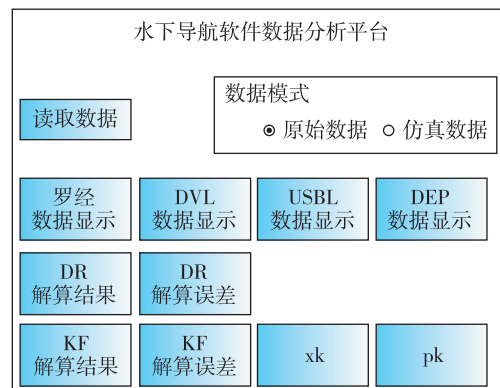 水下导航软件数据分析平台
数据模式
读取数据
原始数据 仿真数据
罗经
数据显示
DVL
数据显示
USBL
数据显示
DEP
数据显示
DR
解算结果
DR
解算误差
KF
解算结果
KF
解算误差
xk
pk